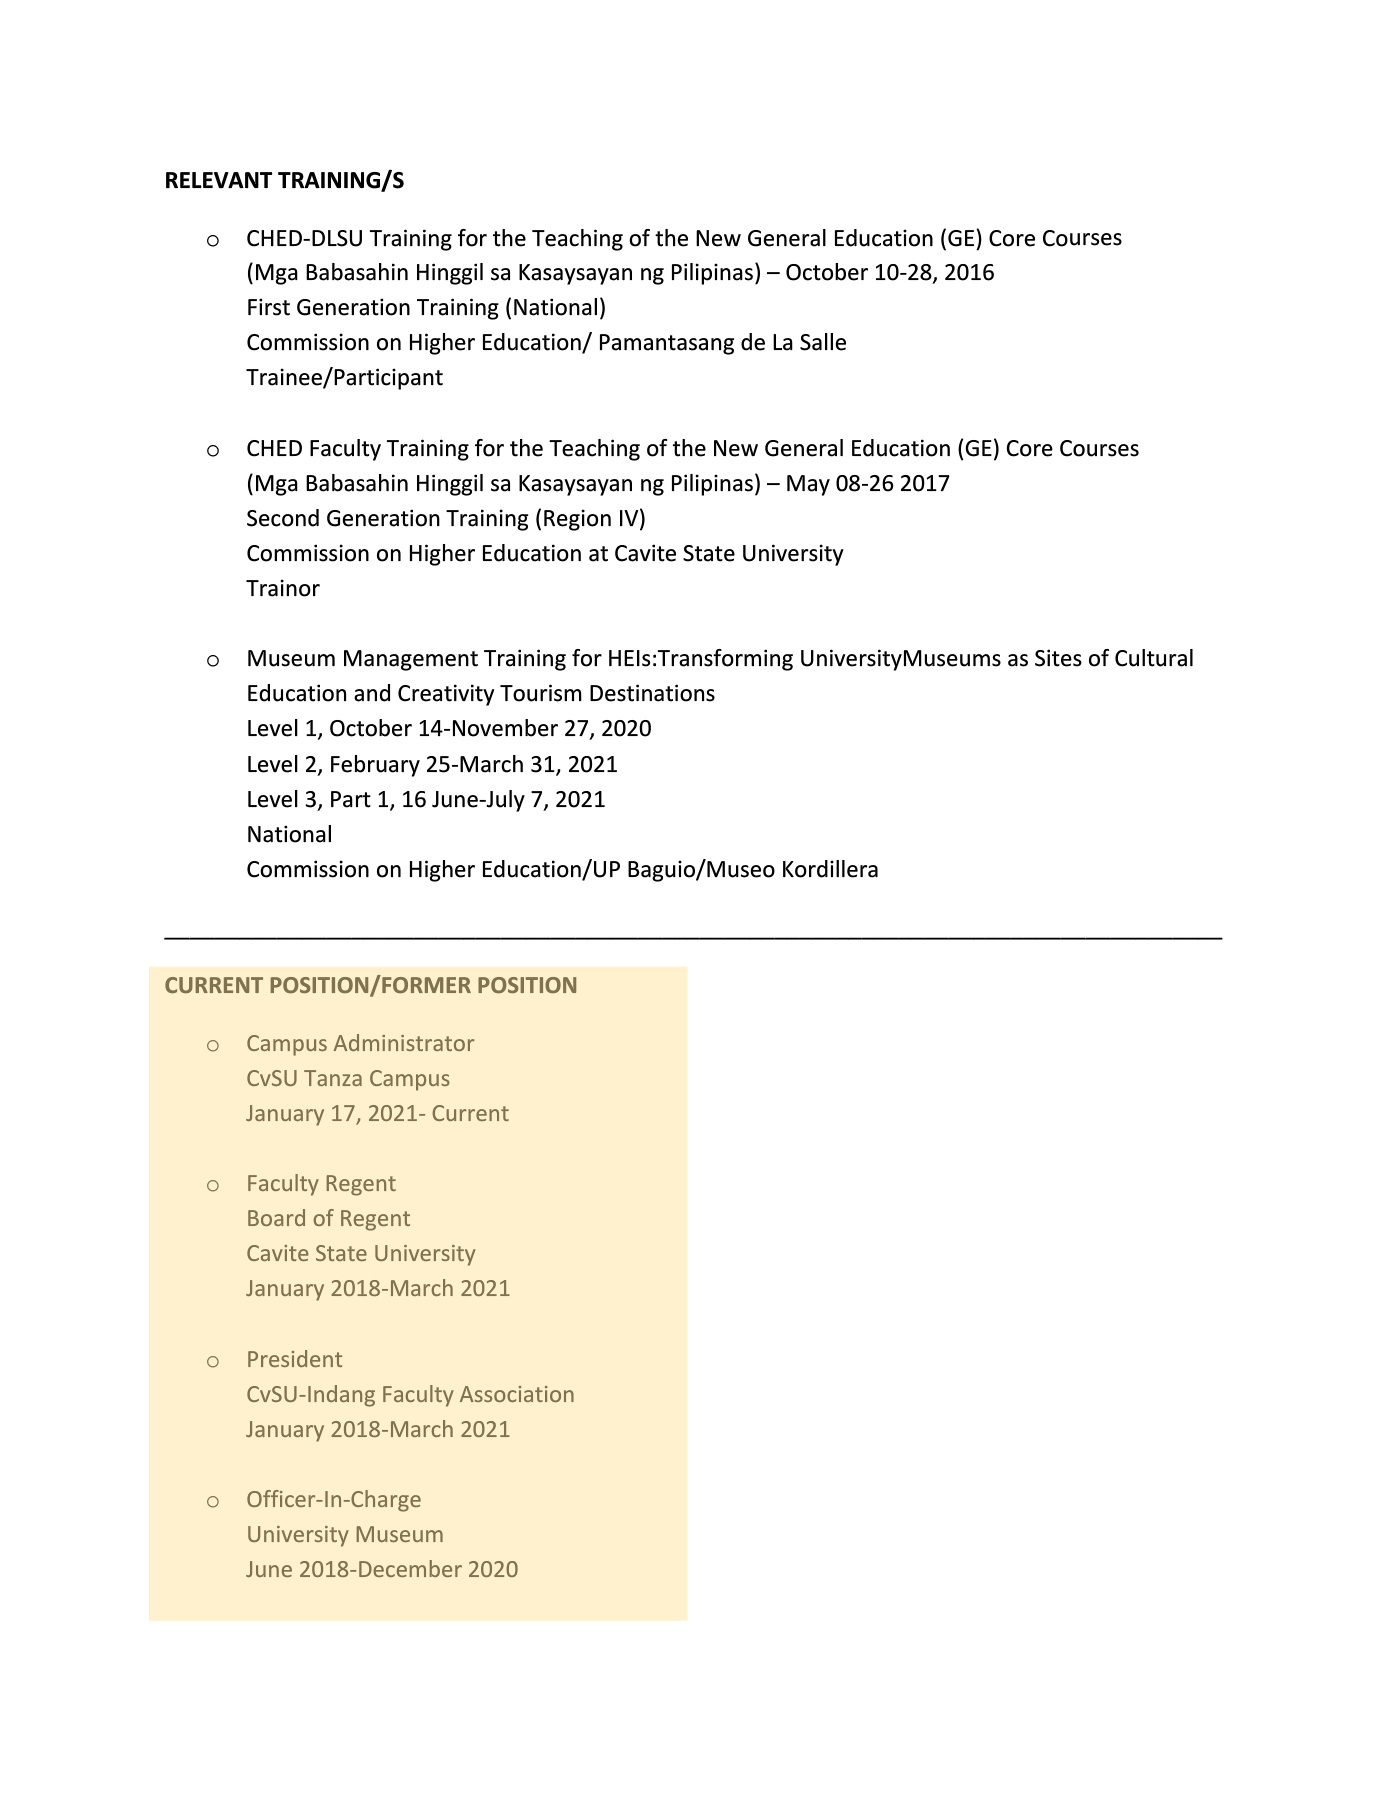 RELEVANT TRAINING/S
o CHED-DLSU Training for the Teaching of the New General Education (GE) Core Courses
(Mga Babasahin Hinggil sa Kasaysayan ng Pilipinas) – October 10-28, 2016
First Generation Training (National)
Commission on Higher Education/ Pamantasang de La Salle
Trainee/Participant
o CHED Faculty Training for the Teaching of the New General Education (GE) Core Courses
(Mga Babasahin Hinggil sa Kasaysayan ng Pilipinas) – May 08-26 2017
Second Generation Training (Region IV)
Commission on Higher Education at Cavite State University
Trainor
o Museum Management Training for HEIs:Transforming UniversityMuseums as Sites of Cultural
Education and Creativity Tourism Destinations
Level 1, October 14-November 27, 2020
Level 2, February 25-March 31, 2021
Level 3, Part 1, 16 June-July 7, 2021
National
Commission on Higher Education/UP Baguio/Museo Kordillera
CURRENT POSITION/FORMER POSITION
o Campus Administrator
CvSU Tanza Campus
January 17, 2021- Current
o Faculty Regent
Board of Regent
Cavite State University
January 2018-March 2021
o President
CvSU-Indang Faculty Association
January 2018-March 2021
o Officer-In-Charge
University Museum
June 2018-December 2020